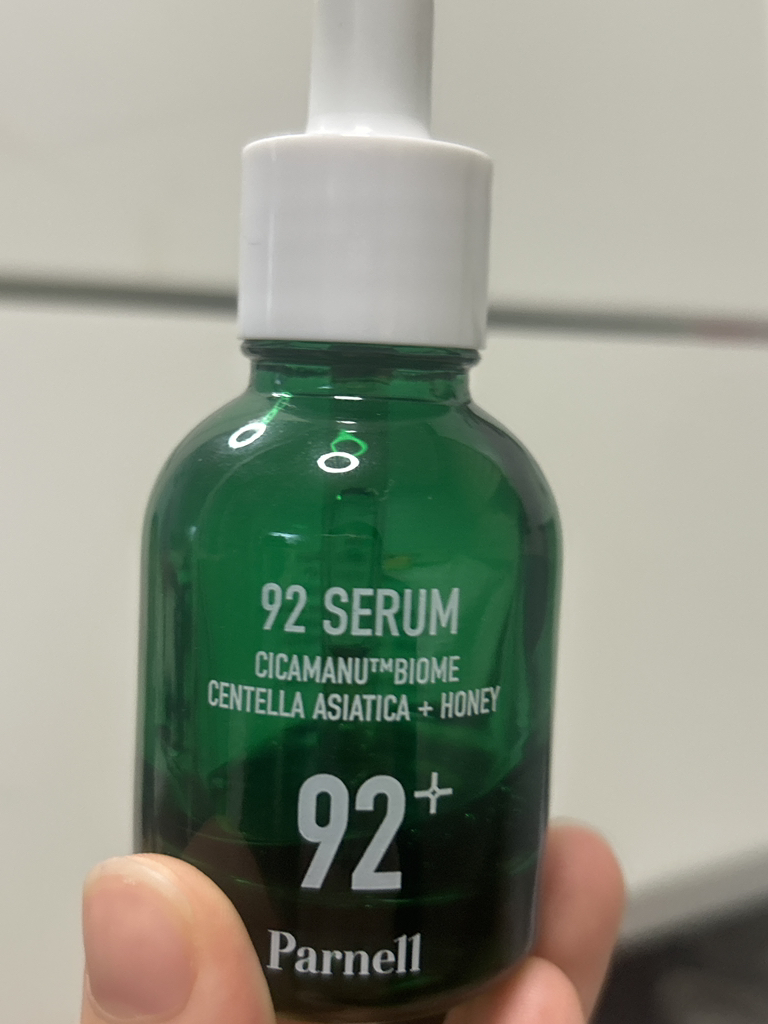 92 SERUM
CICAMANU™BIOME
CENTELLA ASIATICA + HONEY
92+
Parnell